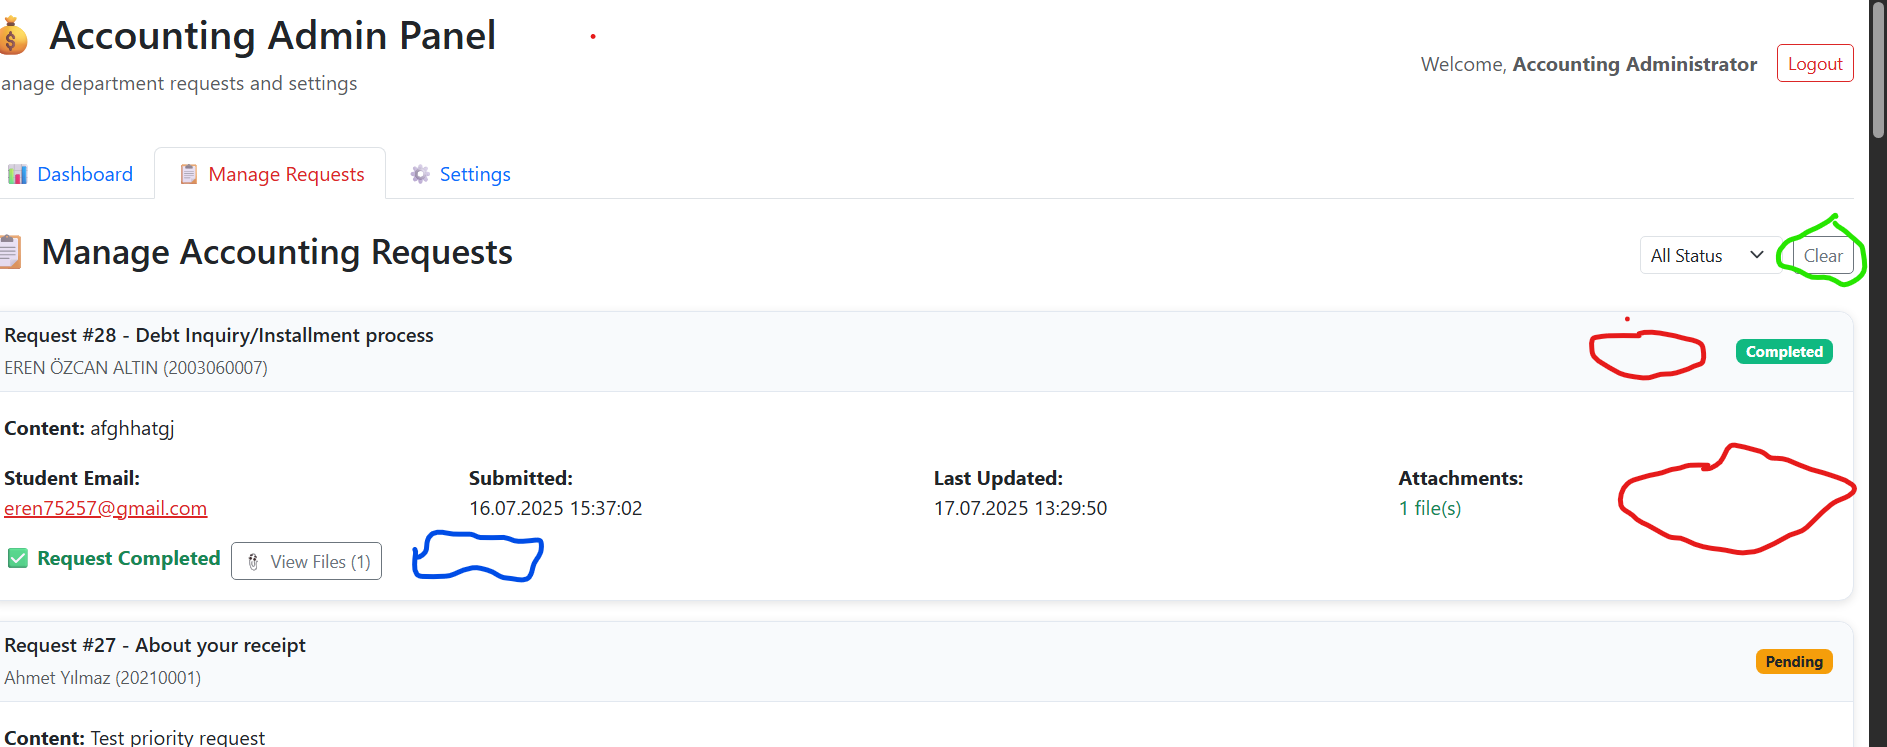 Accounting Admin Panel
anage department requests and settings
Welcome, Accounting Administrator
Logout
Dashboard
Manage Requests
Settings
Manage Accounting Requests
All Status
Clear
Request #28 - Debt Inquiry/Installment process
EREN ÖZCAN ALTIN (2003060007)
Completed
Content: afghhatgj
Student Email:
eren75257@gmail.com
Submitted:
16.07.2025 15:37:02
Last Updated:
17.07.2025 13:29:50
Attachments:
1 file(s)
Request Completed
View Files (1)
Request #27 - About your receipt
Ahmet Yılmaz (20210001)
Pending
Content: Test priority request